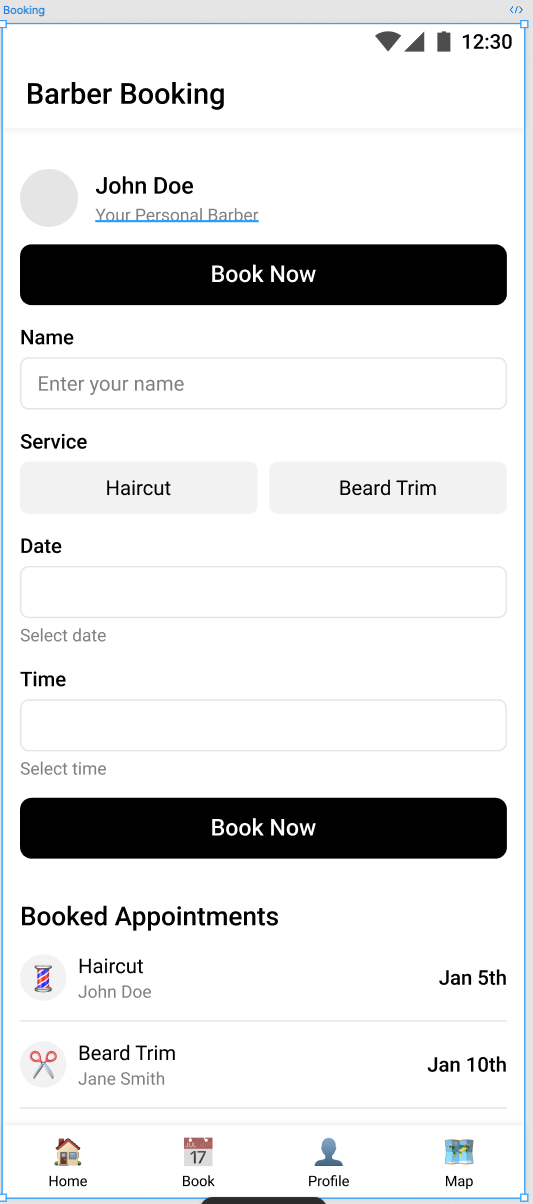 Booking
12:30
Barber Booking
John Doe
Your Personal Barber
Book Now
Name
Enter your name
Service
Haircut Beard Trim
Date
Select date
Time
Select time
Book Now
Booked Appointments
Haircut
John Doe
Jan 5th
Beard Trim
Jane Smith
Jan 10th
17
Home Book Profile Map